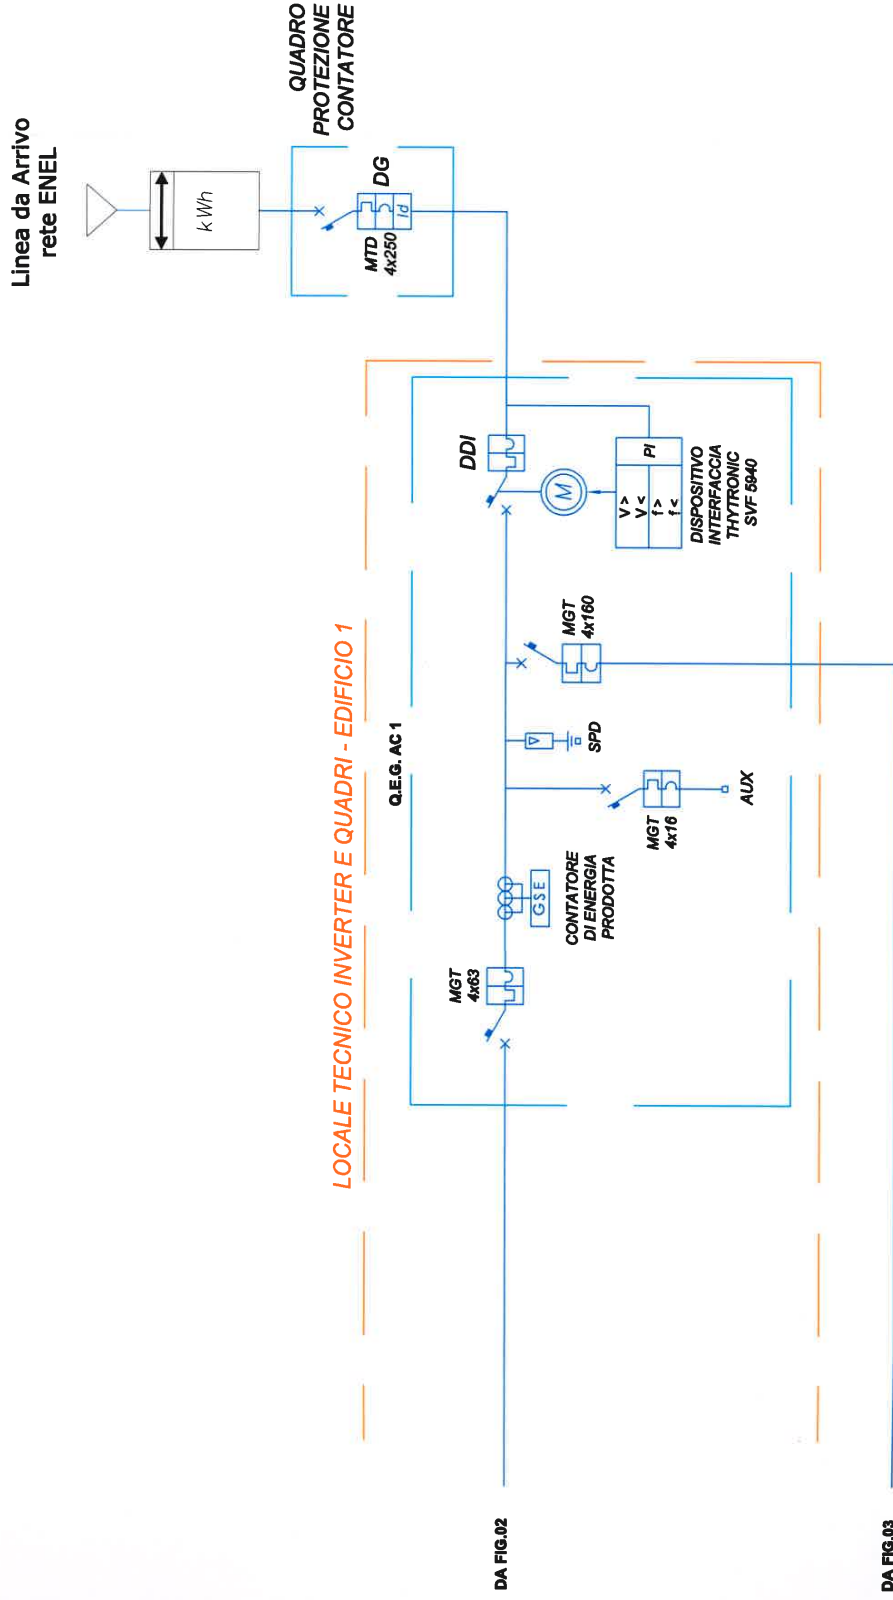 Linea da Arrivo
rete ENEL
kWh
QUADRO
PROTEZIONE
CONTATORE
DG
Id
MTD
4x250
LOCALE TECNICO INVERTER E QUADRI - EDIFICIO 1
Q.E.G. AC 1
DDI
M
PI
V >
V <
f >
f <
DISPOSITIVO
INTERFACCIA
THYTRONIC
SVF 5940
MGT
4x160
SPD
MGT
4x16
AUX
GSE
CONTATORE
DI ENERGIA
PRODOTTA
MGT
4x63
DA FIG.02
DA FIG.03